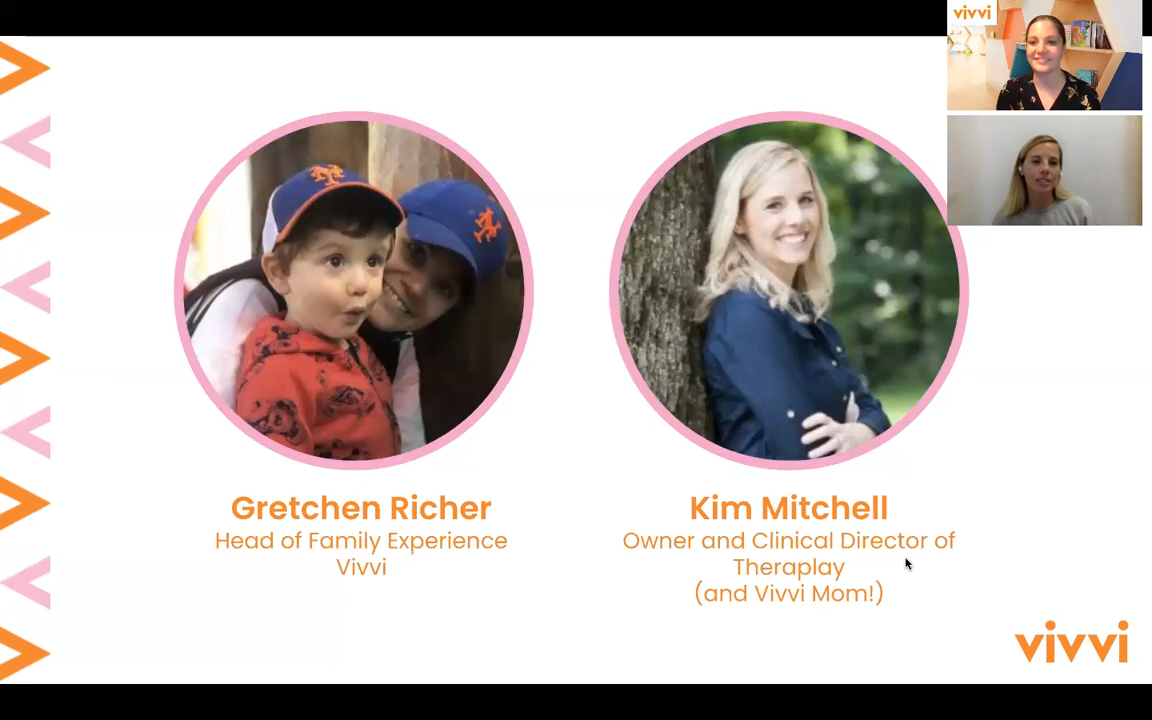 vivvi
Gretchen Richer
Head of Family Experience
Vivvi
Kim Mitchell
Owner and Clinical Director of
Theraplay
(and Vivvi Mom!)
vivvi